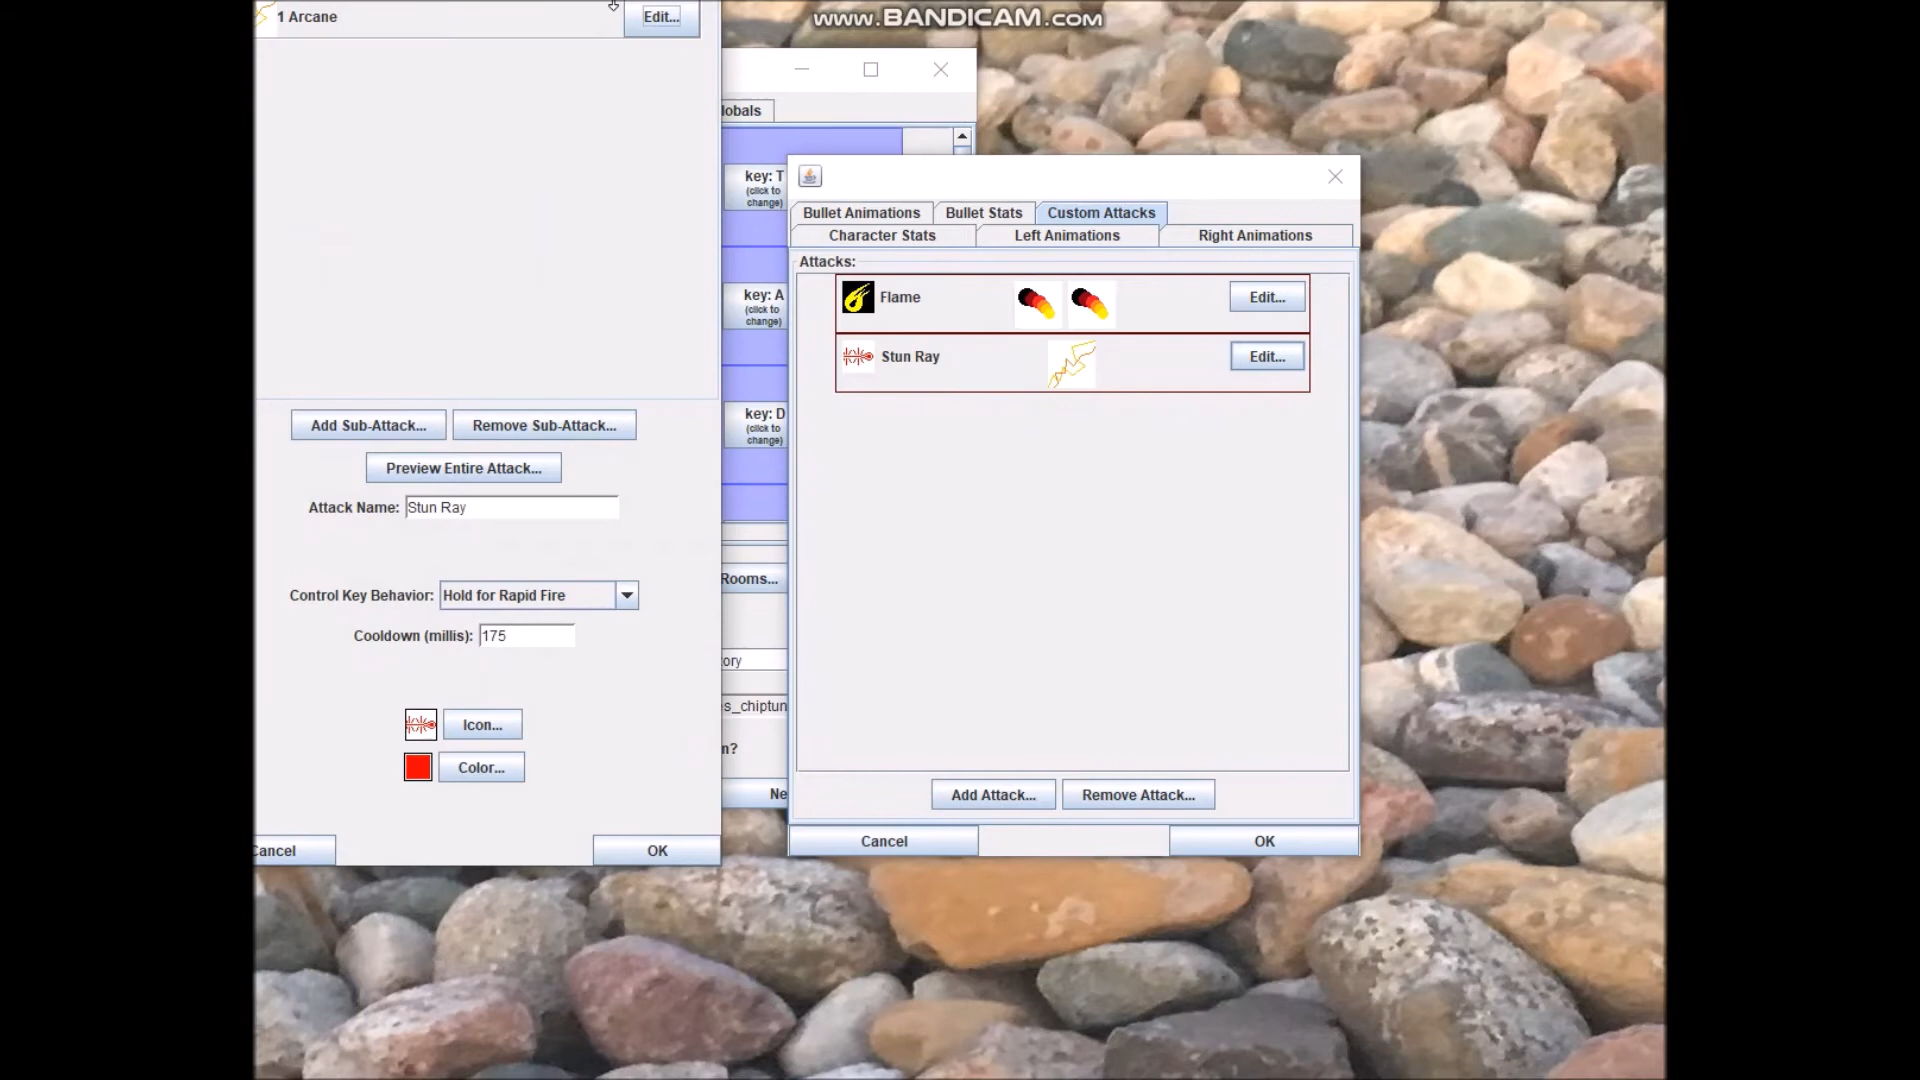 1 Arcane
Edit...
www.BANDICAM.com
lobals
key: T
(click to
change)
key: A
(click to
change)
key: D
(click to
change)
Rooms...
ory
es_chiptun
n?
Ne
Add Sub-Attack...
Remove Sub-Attack...
Preview Entire Attack...
Attack Name: Stun Ray
Control Key Behavior: Hold for Rapid Fire
Cooldown (millis): 175
Icon...
Color...
Cancel
OK
Bullet Animations
Bullet Stats
Custom Attacks
Character Stats
Left Animations
Right Animations
Attacks:
Flame
Edit...
Stun Ray
Edit...
Add Attack...
Remove Attack...
Cancel
OK